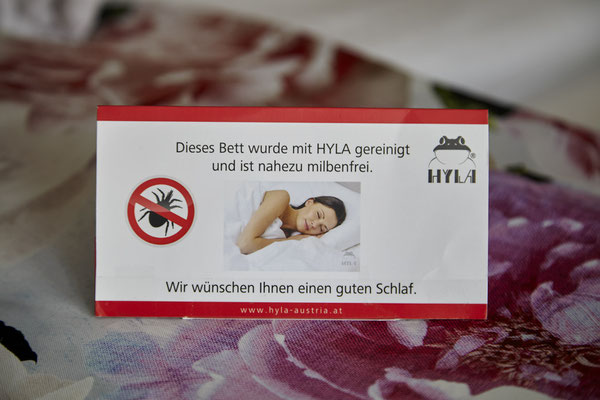 Dieses Bett wurde mit HYLA gereinigt
und ist nahezu milbenfrei.
HYLA
®
Wir wünschen Ihnen einen guten Schlaf.
www.hyla-austria.at